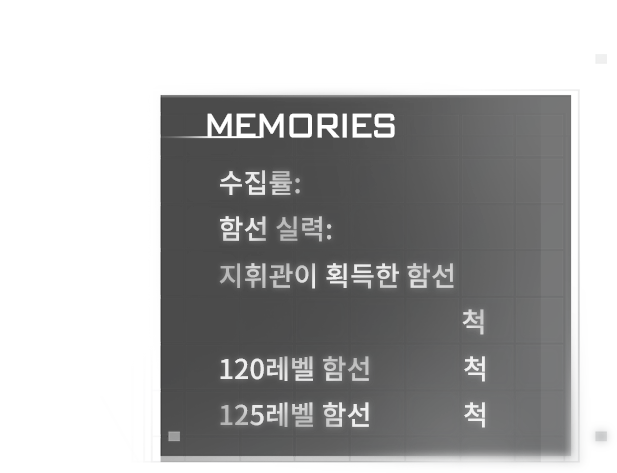 MEMORIES
수집률:
함선 실력:
지휘관이 획득한 함선
척
120레벨 함선 척
125레벨 함선 척